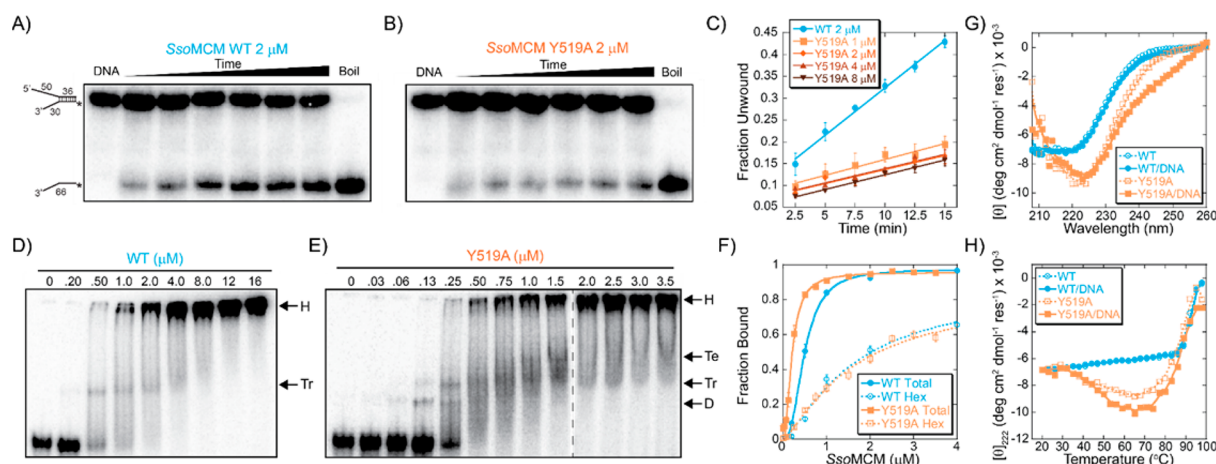 A)
SsoMCM WT 2 μM
DNA Time Boil
5' 50 36 *
3' 30
3' 66 *
B)
SsoMCM Y519A 2 μM
DNA Time Boil
C)
WT 2 μM
Y519A 1 μM
Y519A 2 μM
Y519A 4 μM
Y519A 8 μM
Fraction Unwound
0.45
0.4
0.35
0.3
0.25
0.2
0.15
0.1
0.05
2.5 5 7.5 10 12.5 15
Time (min)
G)
[θ] (deg cm2 dmol-1 res-1) x 10-3
0
-2
-4
-6
-8
-10
WT
WT/DNA
Y519A
Y519A/DNA
210 220 230 240 250 260
Wavelength (nm)
D)
WT (μM)
0 .20 .50 1.0 2.0 4.0 8.0 12 16
H
Tr
E)
Y519A (μM)
0 .03 .06 .13 .25 .50 .75 1.0 1.5 2.0 2.5 3.0 3.5
H
Te
Tr
D
F)
Fraction Bound
1
0.8
0.6
0.4
0.2
0
WT Total
WT Hex
Y519A Total
Y519A Hex
0 1 2 3 4
SsoMCM (μM)
H)
[θ]222 (deg cm2 dmol-1 res-1) x 10-3
0
-2
-4
-6
-8
-10
-12
WT
WT/DNA
Y519A
Y519A/DNA
20 30 40 50 60 70 80 90 100
Temperature (°C)